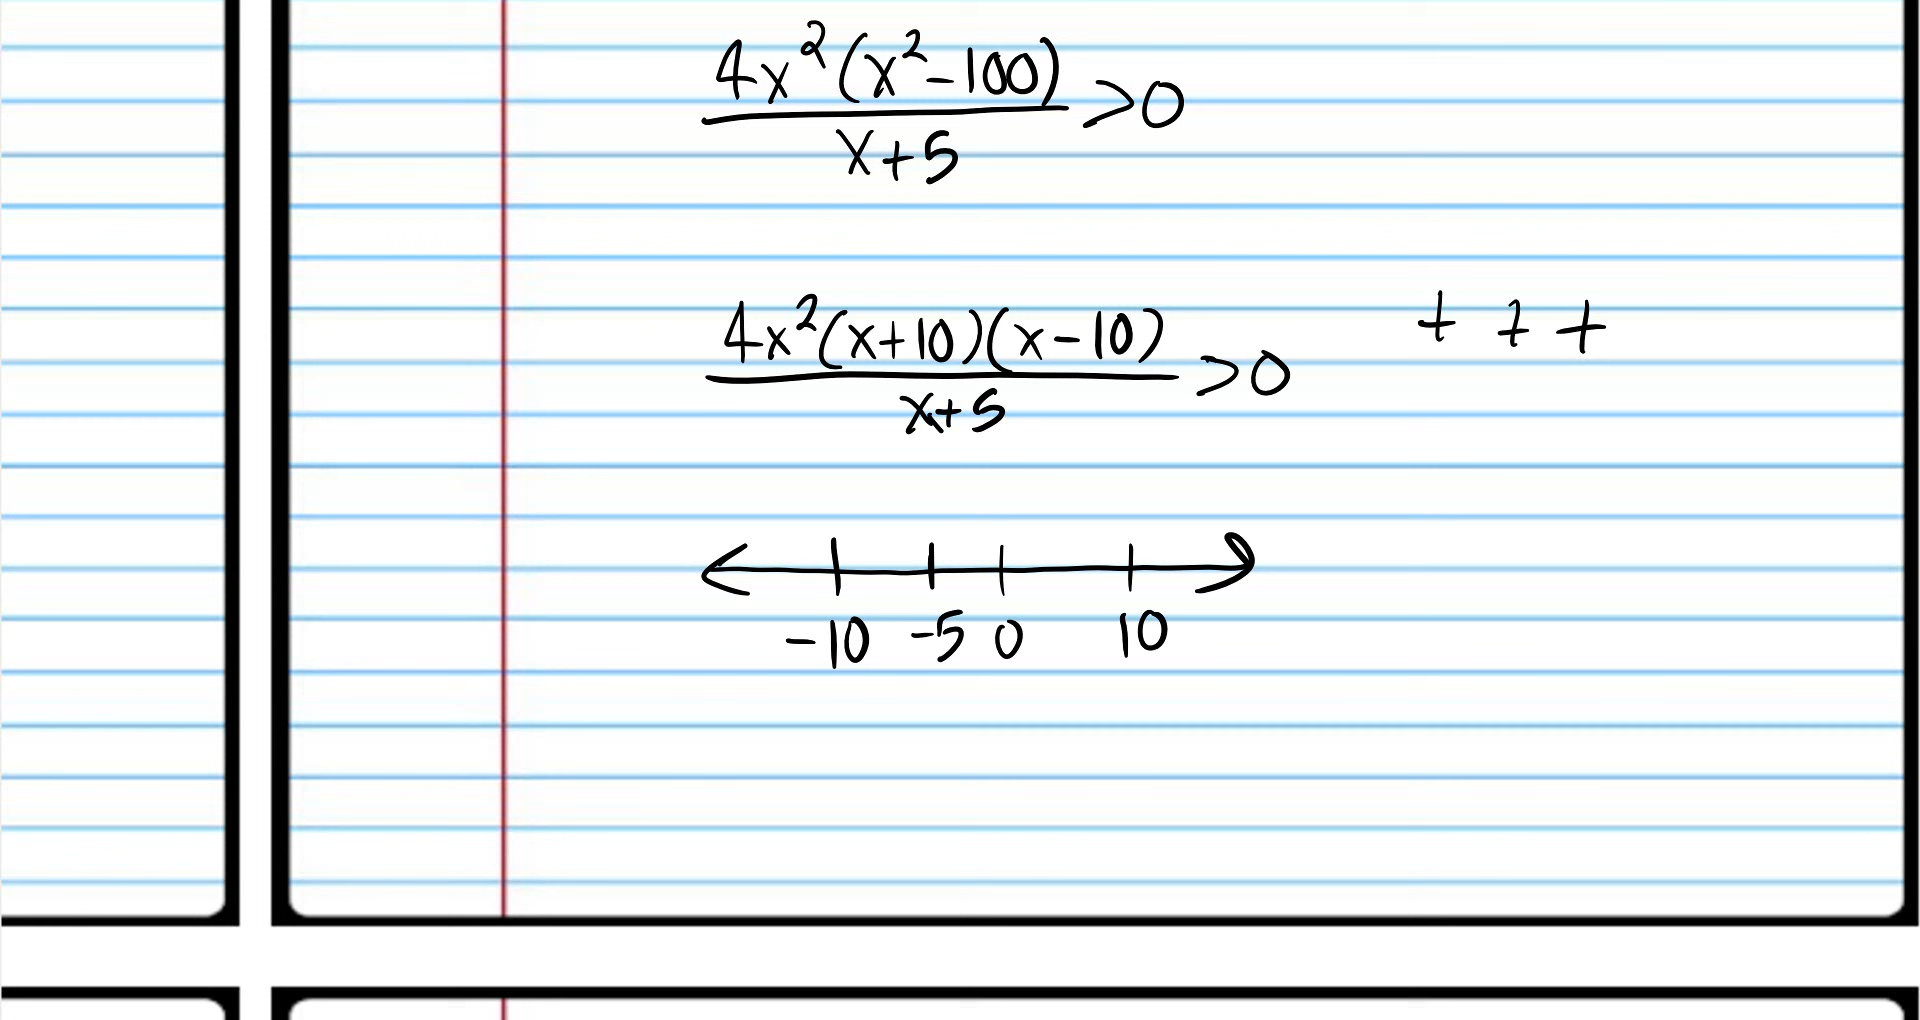 4x²(x²-100)/x+5 >0
4x²(x+10)(x-10)/x+5 >0 + + +
-10 -5 0 10